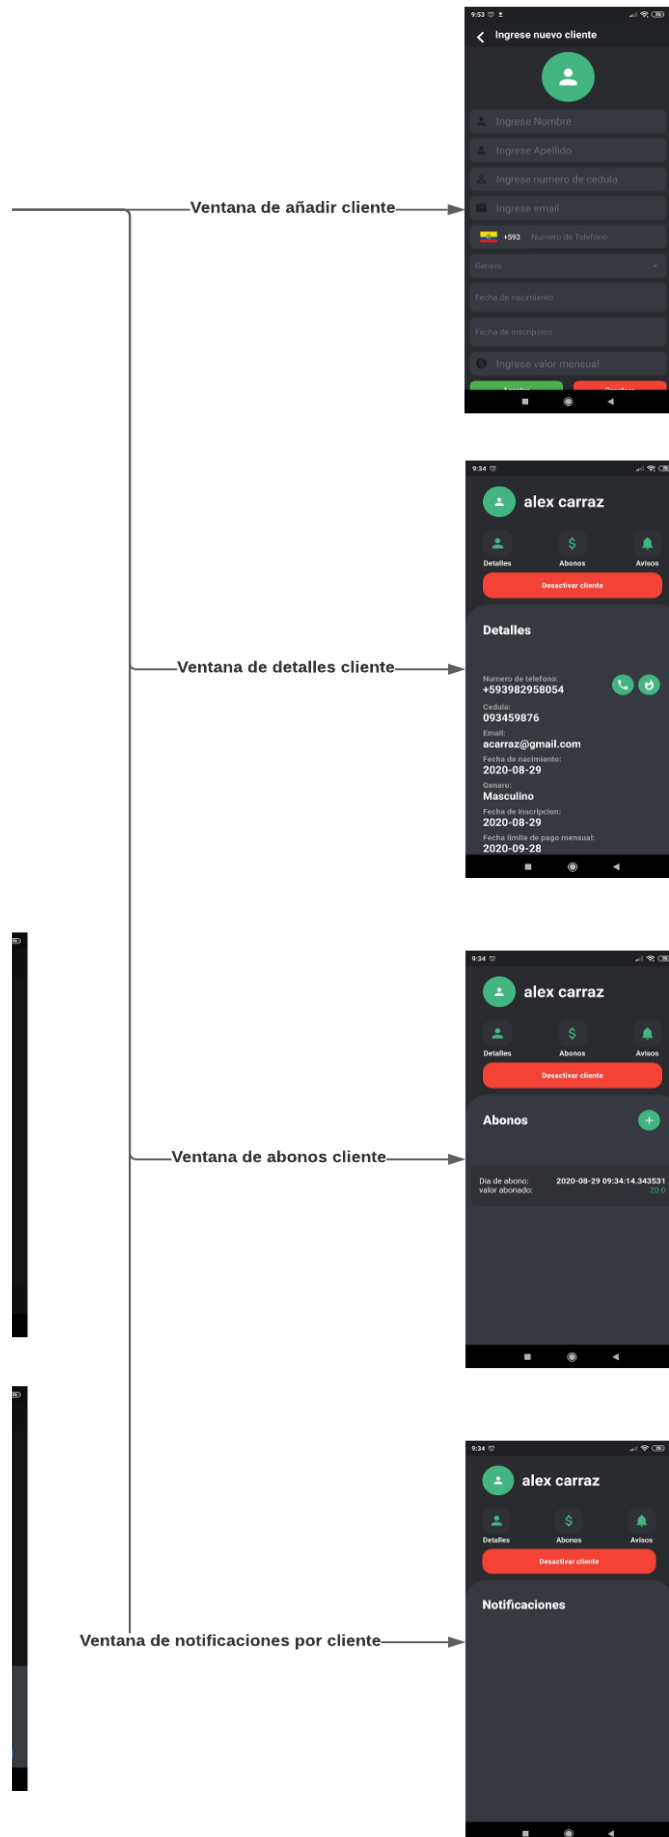 9:53
Ingrese nuevo cliente
Ingrese Nombre
Ingrese Apellido
Ingrese numero de cedula
Ingrese email
+593 Numero de Telefono
Genero
Fecha de nacimiento
Fecha de inscripcion
Ingrese valor mensual
Ventana de añadir cliente
9:34
alex carraz
Detalles Abonos Avisos
Desactivar cliente
Detalles
Numero de telefono:
+593982958054
Cedula:
093459876
Email:
acarraz@gmail.com
Fecha de nacimiento:
2020-08-29
Genero:
Masculino
Fecha de inscripcion:
2020-08-29
Fecha limite de pago mensual:
2020-09-28
Ventana de detalles cliente
9:34
alex carraz
Detalles Abonos Avisos
Desactivar cliente
Abonos
Dia de abono: 2020-08-29 09:34:14.343531
valor abonado: 20.0
Ventana de abonos cliente
9:34
alex carraz
Detalles Abonos Avisos
Desactivar cliente
Notificaciones
Ventana de notificaciones por cliente